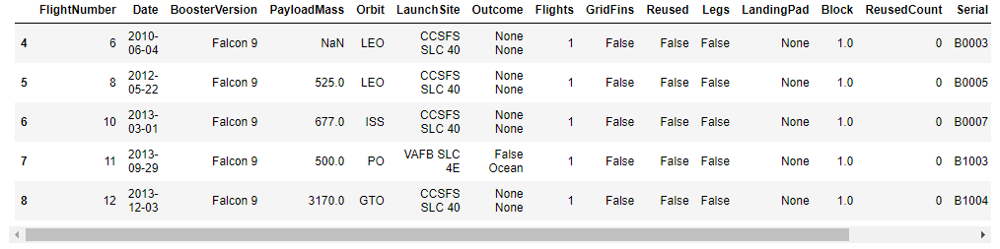 FlightNumber Date BoosterVersion PayloadMass Orbit LaunchSite Outcome Flights GridFins Reused Legs LandingPad Block ReusedCount Serial
4 6 2010-06-04 Falcon 9 NaN LEO CCSFS SLC 40 None None 1 False False False None 1.0 0 B0003
5 8 2012-05-22 Falcon 9 525.0 LEO CCSFS SLC 40 None None 1 False False False None 1.0 0 B0005
6 10 2013-03-01 Falcon 9 677.0 ISS CCSFS SLC 40 None None 1 False False False None 1.0 0 B0007
7 11 2013-09-29 Falcon 9 500.0 PO VAFB SLC 4E False Ocean 1 False False False None 1.0 0 B1003
8 12 2013-12-03 Falcon 9 3170.0 GTO CCSFS SLC 40 None None 1 False False False None 1.0 0 B1004